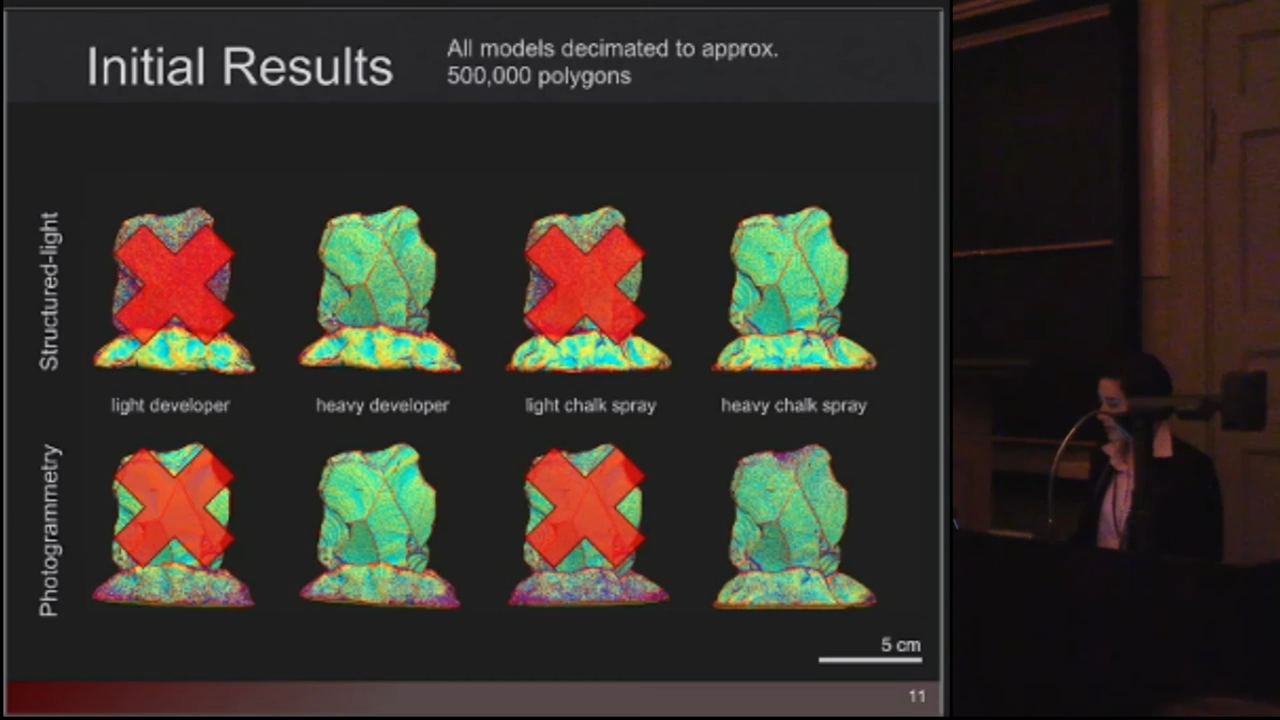 Initial Results
All models decimated to approx.
500,000 polygons
Structured-light
light developer
heavy developer
light chalk spray
heavy chalk spray
Photogrammetry
5 cm
11